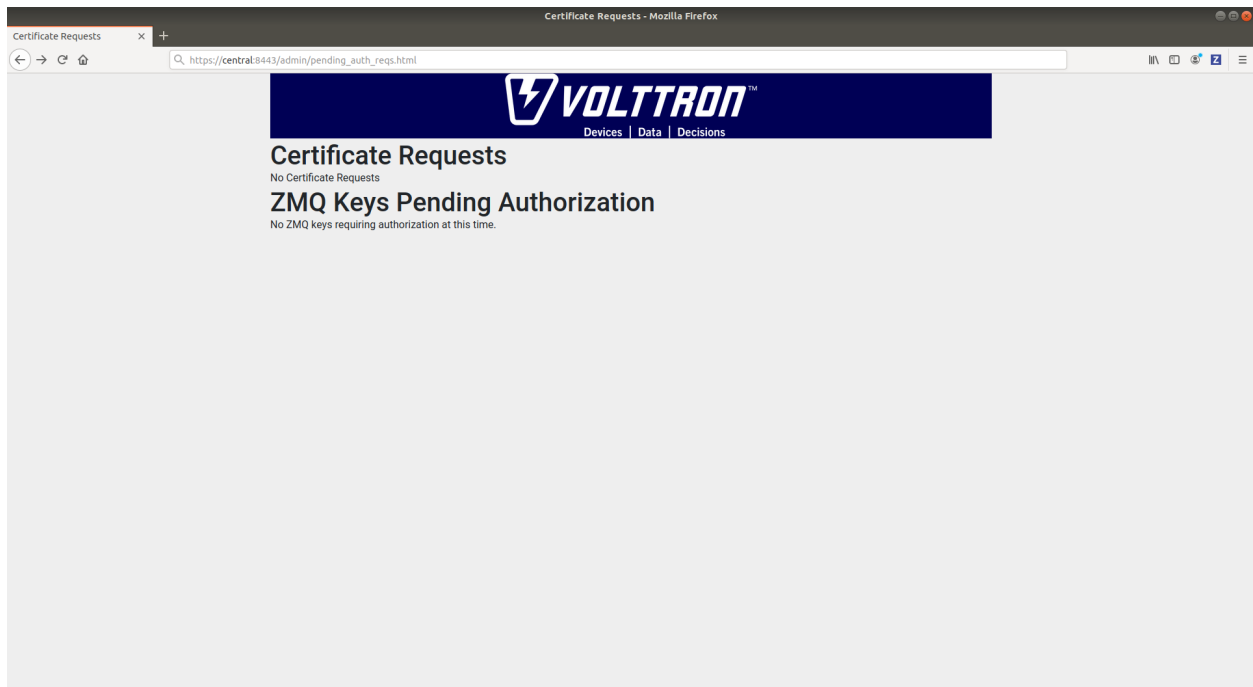 Certificate Requests - Mozilla Firefox
Certificate Requests
https://central:8443/admin/pending_auth_reqs.html
Z
VOLTTRON™
Devices | Data | Decisions
Certificate Requests
No Certificate Requests
ZMQ Keys Pending Authorization
No ZMQ keys requiring authorization at this time.